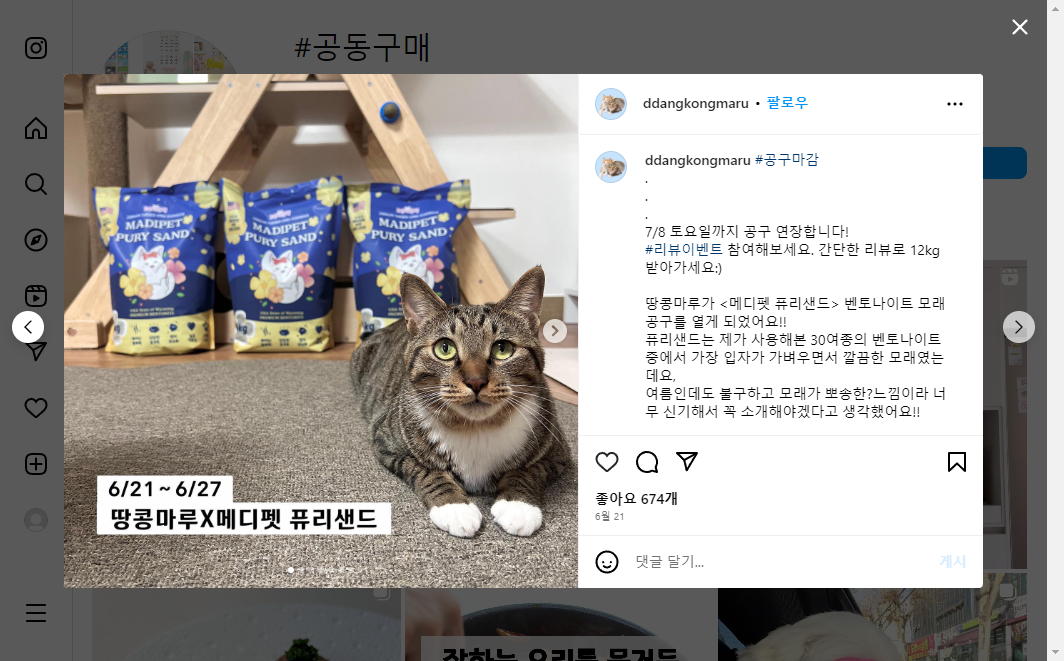 #공동구매
MADIPET
PURY SAND
MADIPET
PURY SAND
MADIPET
PURY SAND
6/21 ~ 6/27
땅콩마루X메디펫 퓨리샌드
ddangkongmaru • 팔로우
ddangkongmaru #공구마감
.
.
.
7/8 토요일까지 공구 연장합니다!
#리뷰이벤트 참여해보세요. 간단한 리뷰로 12kg
받아가세요:)
땅콩마루가 <메디펫 퓨리샌드> 벤토나이트 모래
공구를 열게 되었어요!!
퓨리샌드는 제가 사용해본 30여종의 벤토나이트
중에서 가장 입자가 가벼우면서 깔끔한 모래였는
데요,
여름인데도 불구하고 모래가 뽀송한?느낌이라 너
무 신기해서 꼭 소개해야겠다고 생각했어요!!
좋아요 674개
6월 21
댓글 달기...
게시